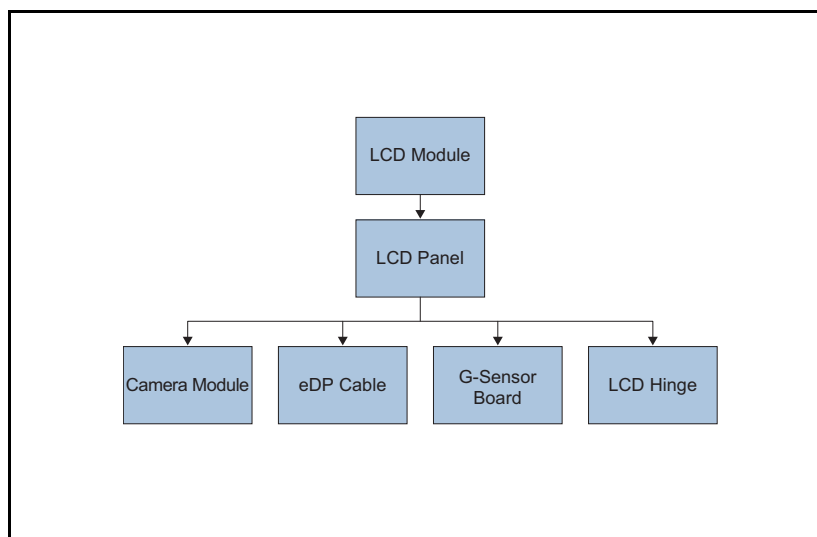 LCD Module
LCD Panel
Camera Module
eDP Cable
G-Sensor
Board
LCD Hinge